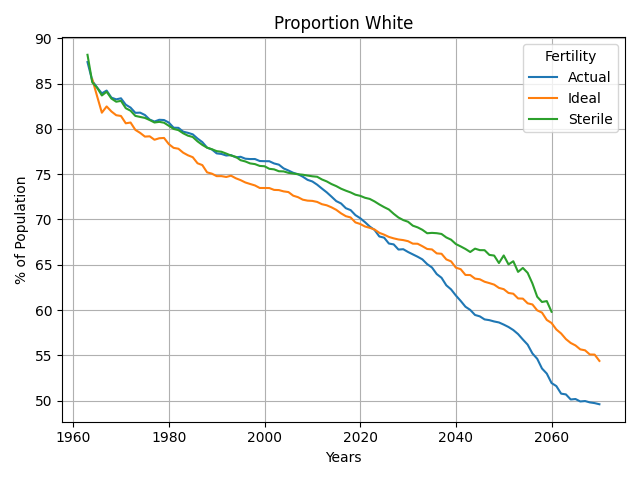 Proportion White
90
85
80
75
70
65
60
55
50
% of Population
1960
1980
2000
2020
2040
2060
Years
Fertility
Actual
Ideal
Sterile